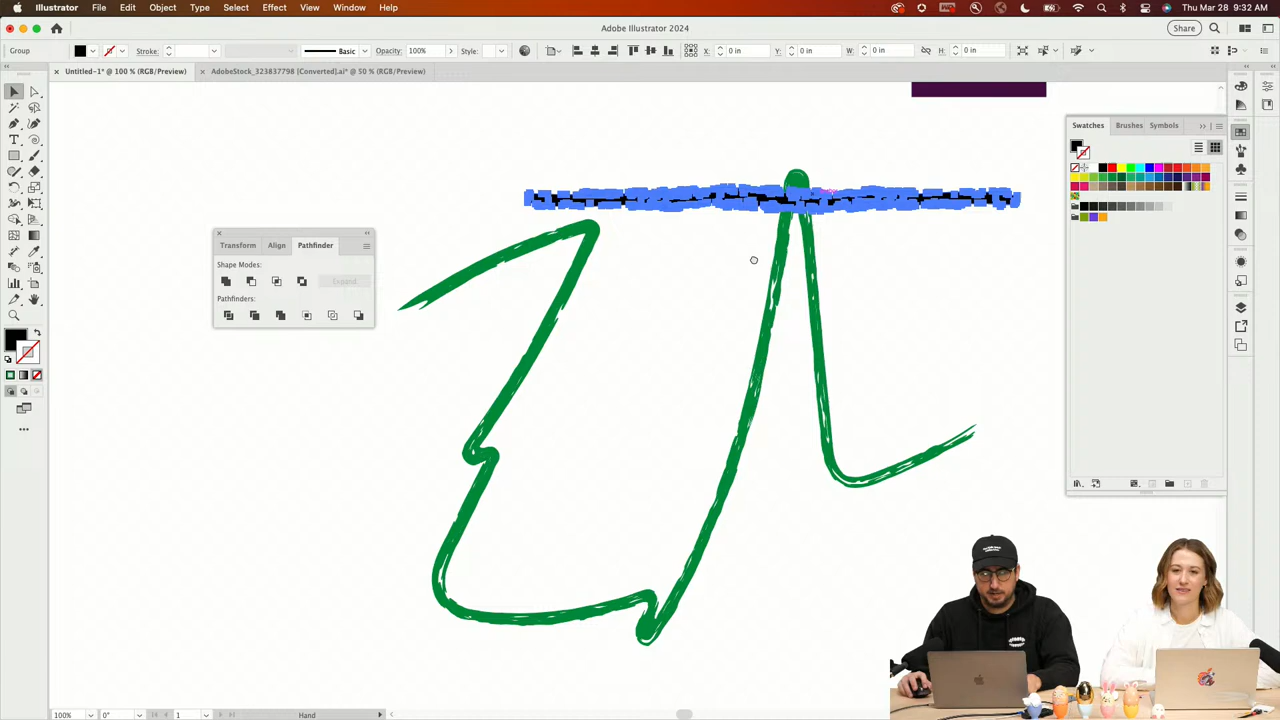 Illustrator File Edit Object Type Select Effect View Window Help
Thu Mar 28 9:32 AM
Adobe Illustrator 2024
Share
Group
Stroke:
Basic
Opacity: 100%
Style:
X: 0 in
Y: 0 in
W: 0 in
H: 0 in
× Untitled-1* @ 100 % (RGB/Preview)
× AdobeStock_323837798 [Converted].ai* @ 50 % (RGB/Preview)
Swatches Brushes Symbols
Transform Align Pathfinder
Shape Modes:
Expand
Pathfinders:
100%
0°
1
Hand